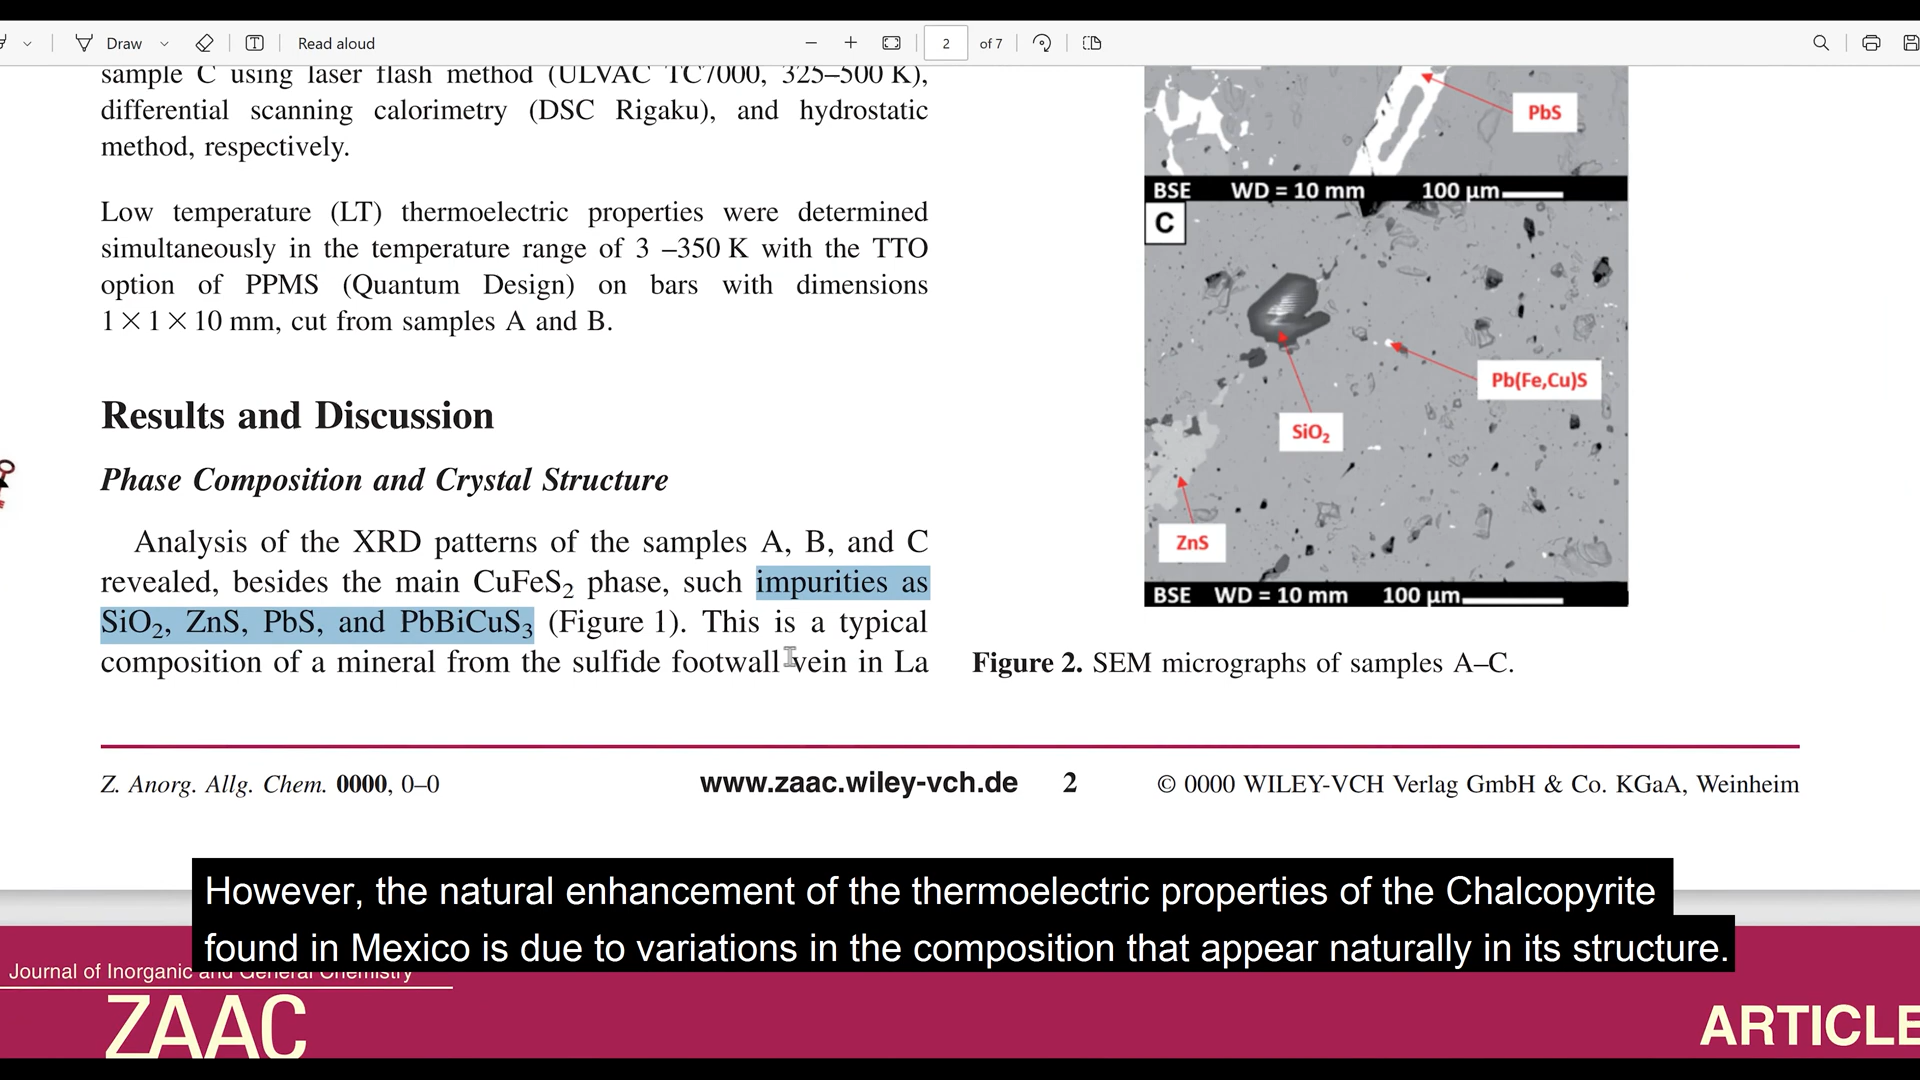 Draw
Read aloud
2
of 7
sample C using laser flash method (ULVAC TC7000, 325–500 K),
differential scanning calorimetry (DSC Rigaku), and hydrostatic
method, respectively.
Low temperature (LT) thermoelectric properties were determined
simultaneously in the temperature range of 3 –350 K with the TTO
option of PPMS (Quantum Design) on bars with dimensions
1 × 1 × 10 mm, cut from samples A and B.
Results and Discussion
Phase Composition and Crystal Structure
Analysis of the XRD patterns of the samples A, B, and C
revealed, besides the main CuFeS₂ phase, such impurities as
SiO₂, ZnS, PbS, and PbBiCuS₃ (Figure 1). This is a typical
composition of a mineral from the sulfide footwall vein in La
PbS
BSE WD = 10 mm 100 µm
C
Pb(Fe,Cu)S
SiO₂
ZnS
BSE WD = 10 mm 100 µm
Figure 2. SEM micrographs of samples A–C.
Z. Anorg. Allg. Chem. 0000, 0–0
www.zaac.wiley-vch.de
2
© 0000 WILEY-VCH Verlag GmbH & Co. KGaA, Weinheim
However, the natural enhancement of the thermoelectric properties of the Chalcopyrite
found in Mexico is due to variations in the composition that appear naturally in its structure.
Journal of Inorganic and General Chemistry
ZAAC
ARTICLE